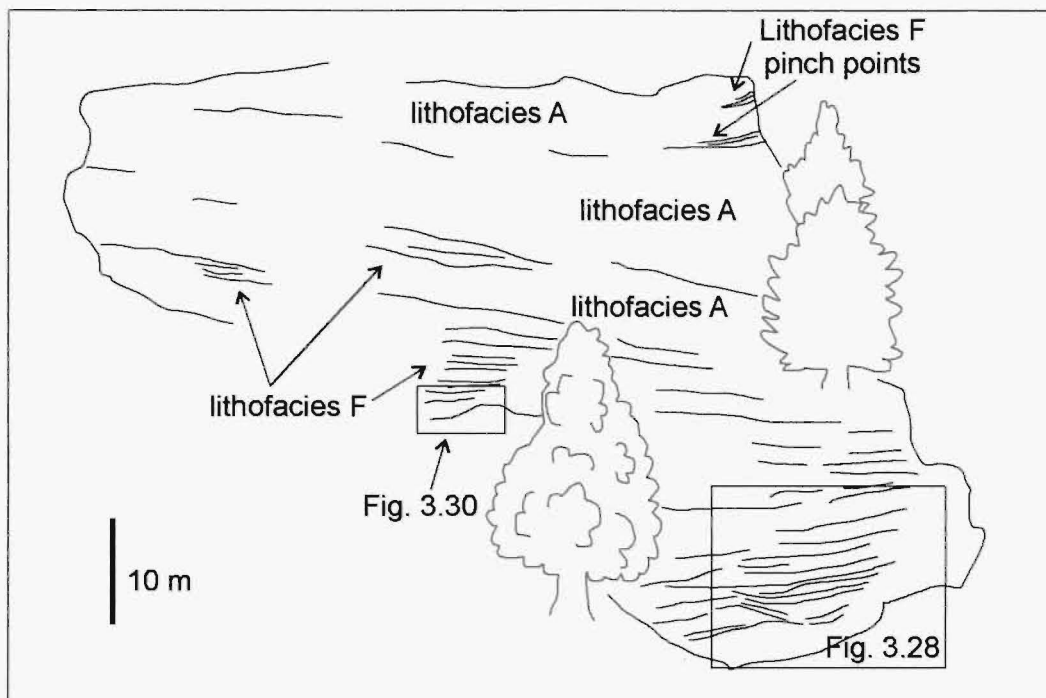 Lithofacies F
pinch points
lithofacies A
lithofacies A
lithofacies A
lithofacies F
Fig. 3.30
10 m
Fig. 3.28